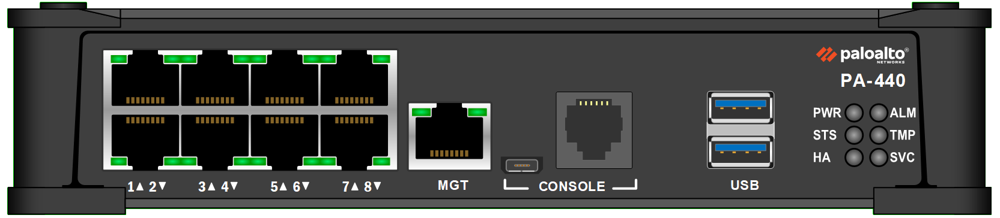 paloalto®
NETWORKS
PA-440
PWR ALM
STS TMP
HA SVC
1▲ 2▼ 3▲ 4▼ 5▲ 6▼ 7▲ 8▼
MGT
CONSOLE
USB